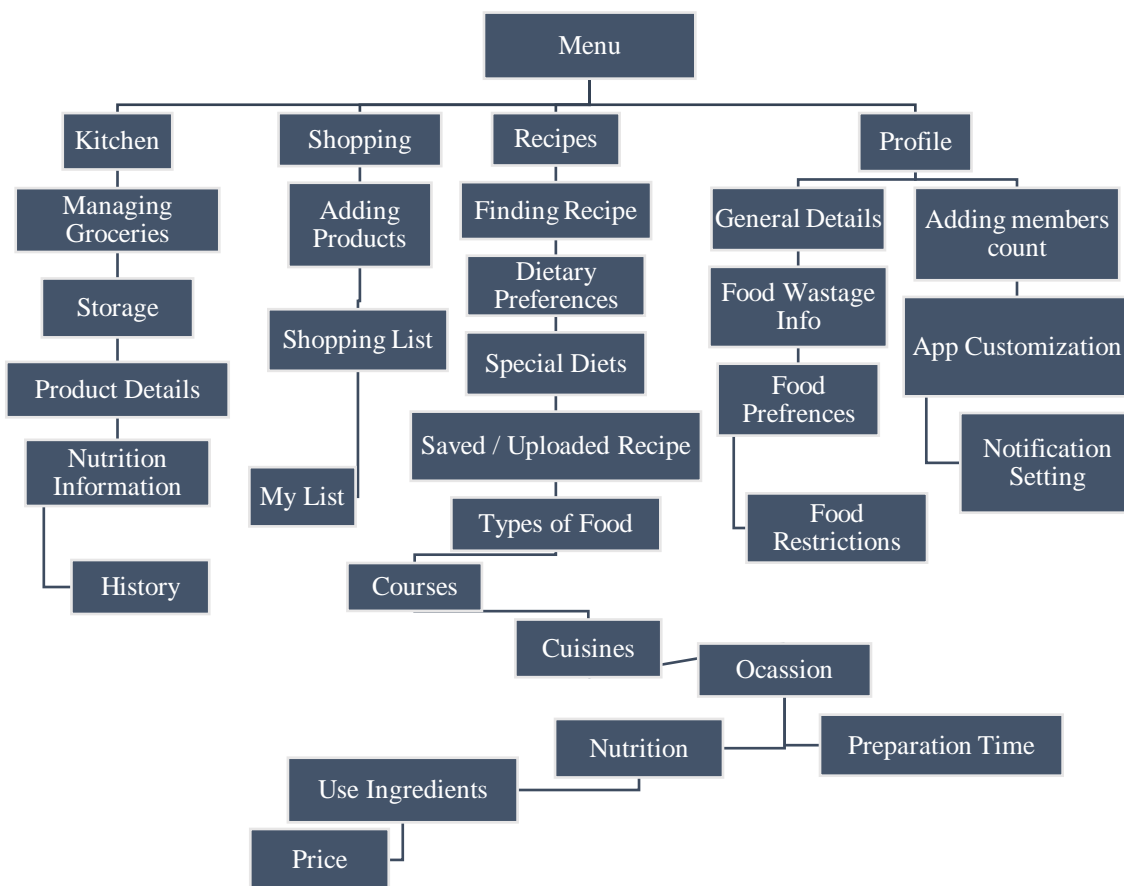 Menu
Kitchen
Shopping
Recipes
Profile
Managing
Groceries
Adding
Products
Finding Recipe
General Details
Adding members
count
Storage
Shopping List
Dietary
Preferences
Food Wastage
Info
App Customization
Product Details
Special Diets
Food
Prefrences
Nutrition
Information
My List
Saved / Uploaded Recipe
Notification
Setting
History
Types of Food
Food
Restrictions
Courses
Cuisines
Ocassion
Nutrition
Preparation Time
Use Ingredients
Price